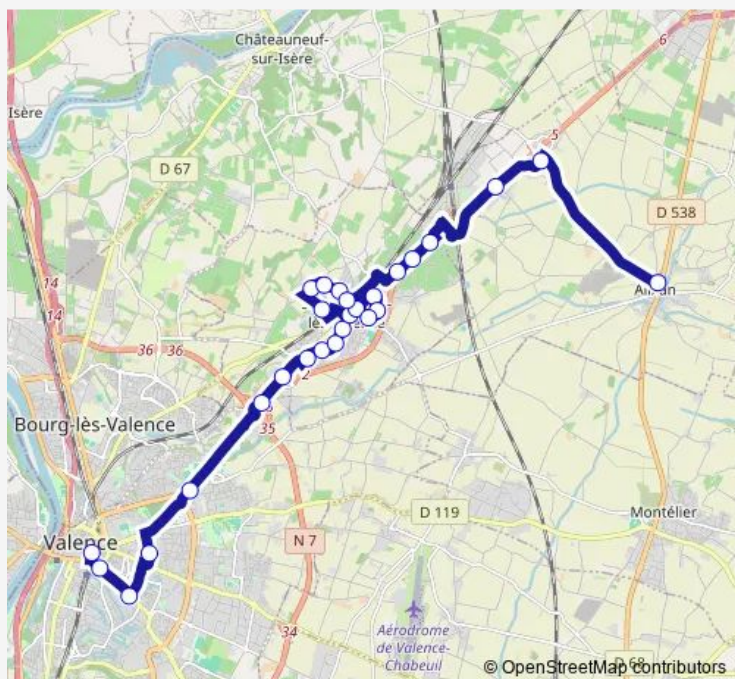 Châteauneuf-
sur-Isère
6
Isère
5
D 67
D 538
14
14
lès
36
36
2
35
Bourg-lès-Valence
D 119
Montélier
Valence
N 7
34
Aérodrome
de Valence-
Chabeuil
D 68
© OpenStreetMap contributors